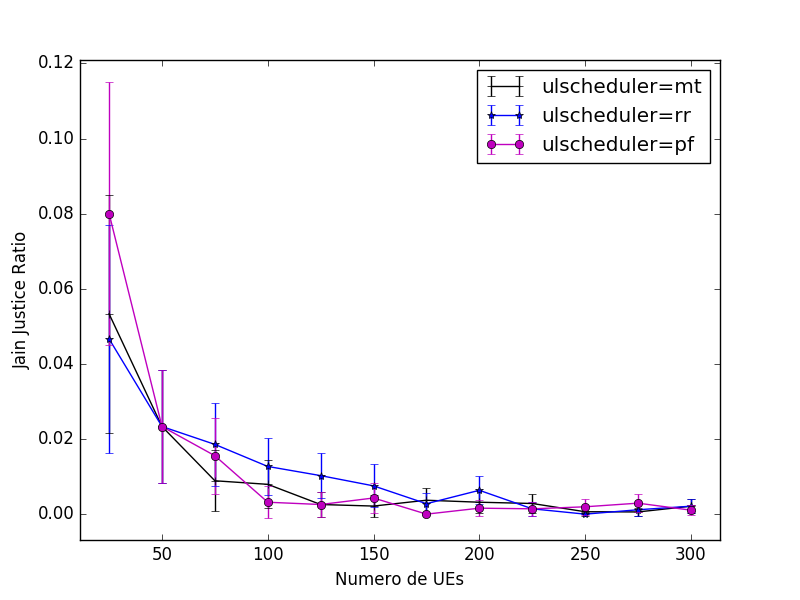 ulscheduler=mt
ulscheduler=rr
ulscheduler=pf
0.12
0.10
0.08
0.06
0.04
0.02
0.00
Jain Justice Ratio
50 100 150 200 250 300
Numero de UEs